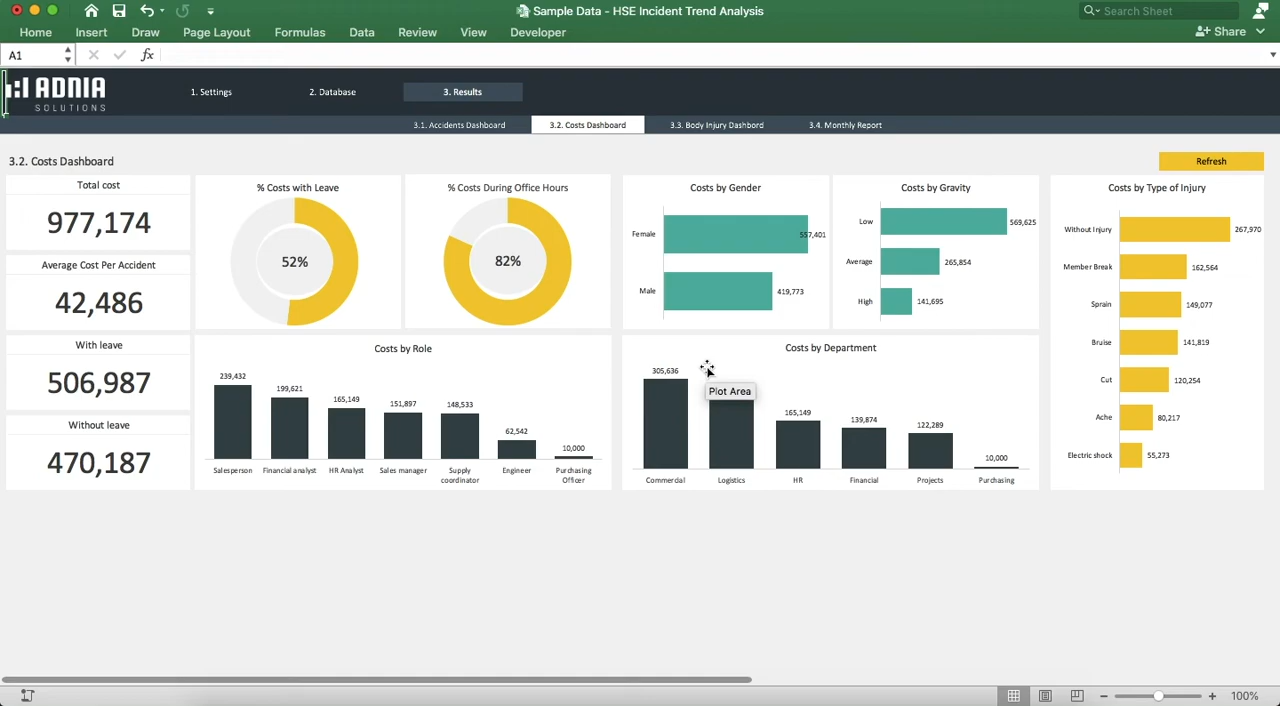 Sample Data - HSE Incident Trend Analysis
Search Sheet
Home Insert Draw Page Layout Formulas Data Review View Developer
Share
A1
fx
ADNIA
SOLUTIONS
1. Settings
2. Database
3. Results
3.1. Accidents Dashboard
3.2. Costs Dashboard
3.3. Body Injury Dashbord
3.4. Monthly Report
3.2. Costs Dashboard
Refresh
Total cost
977,174
Average Cost Per Accident
42,486
With leave
506,987
Without leave
470,187
% Costs with Leave
52%
% Costs During Office Hours
82%
Costs by Gender
Female
557,401
Male
419,773
Costs by Gravity
Low
569,625
Average
265,854
High
141,695
Costs by Type of Injury
Without Injury
267,970
Member Break
162,564
Sprain
149,077
Bruise
141,819
Cut
120,254
Ache
80,217
Electric shock
55,273
Costs by Role
239,432
199,621
165,149
151,897
148,533
62,542
10,000
Salesperson
Financial analyst
HR Analyst
Sales manager
Supply
coordinator
Engineer
Purchasing
Officer
Costs by Department
305,636
Plot Area
165,149
139,874
122,289
10,000
Commercial
Logistics
HR
Financial
Projects
Purchasing
100%